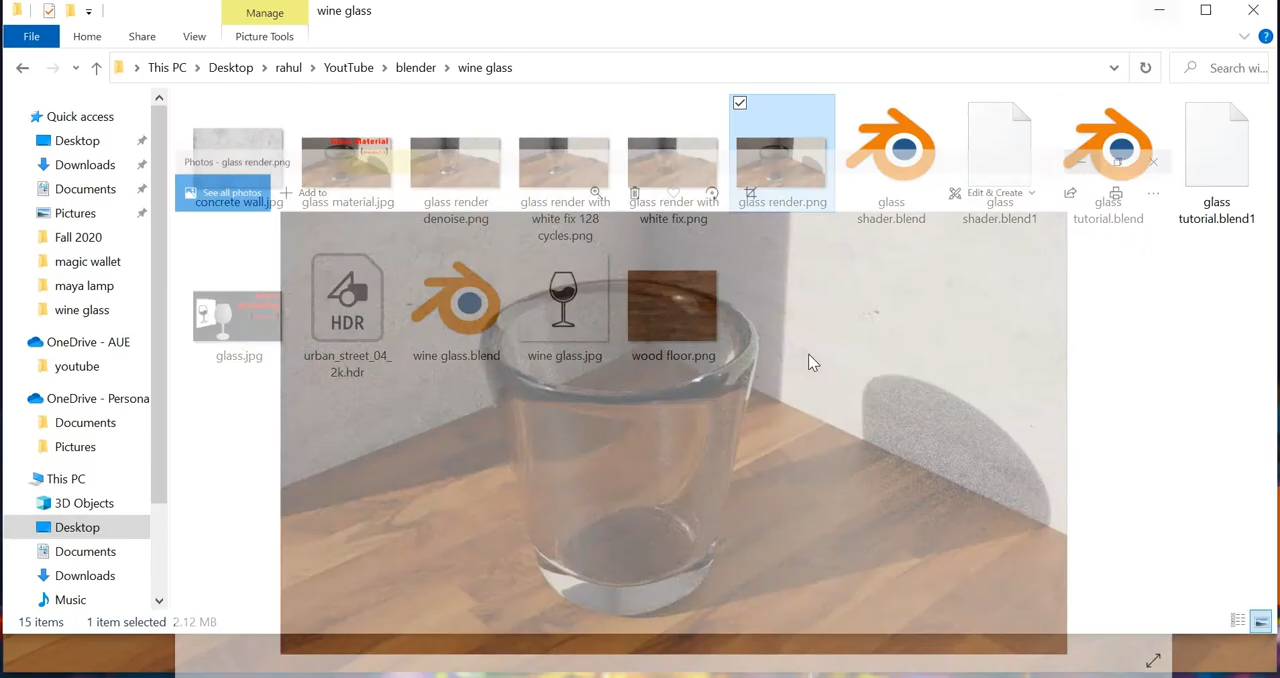 Manage
wine glass
File
Home
Share
View
Picture Tools
This PC
Desktop
rahul
YoutTube
blender
wine glass
Search wi...
Quick access
Desktop
Downloads
Documents
Pictures
Fall 2020
magic wallet
maya lamp
wine glass
OneDrive - AUE
youtube
OneDrive - Persona
Documents
Pictures
This PC
3D Objects
Desktop
Documents
Downloads
Music
Photos - glass render.png
See all photos
Add to
Edit & Create
concrete wall.jpg
glass material.jpg
glass render
denoise.png
glass render with
white fix 128
cycles.png
glass render with
white fix.png
glass render.png
glass
shader.blend
glass
shader.blend1
glass
tutorial.blend
glass
tutorial.blend1
HDR
glass.jpg
urban_street_04_
2k.hdr
wine glass.blend
wine glass.jpg
wood floor.png
15 items
1 item selected
2.12 MB